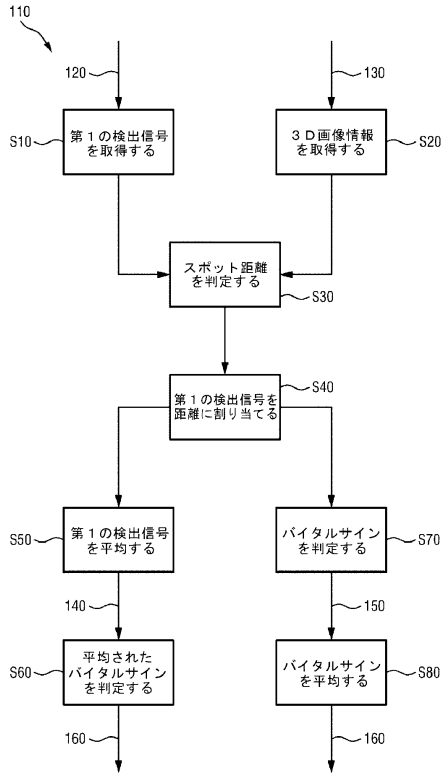 110
120
130
S10
第１の検出信号
を取得する
３Ｄ画像情報
を取得する
S20
スポット距離
を判定する
S30
S40
第１の検出信号を
距離に割り当てる
S50
第１の検出信号
を平均する
バイタルサイン
を判定する
S70
140
150
S60
平均された
バイタルサイン
を判定する
バイタルサイン
を平均する
S80
160
160